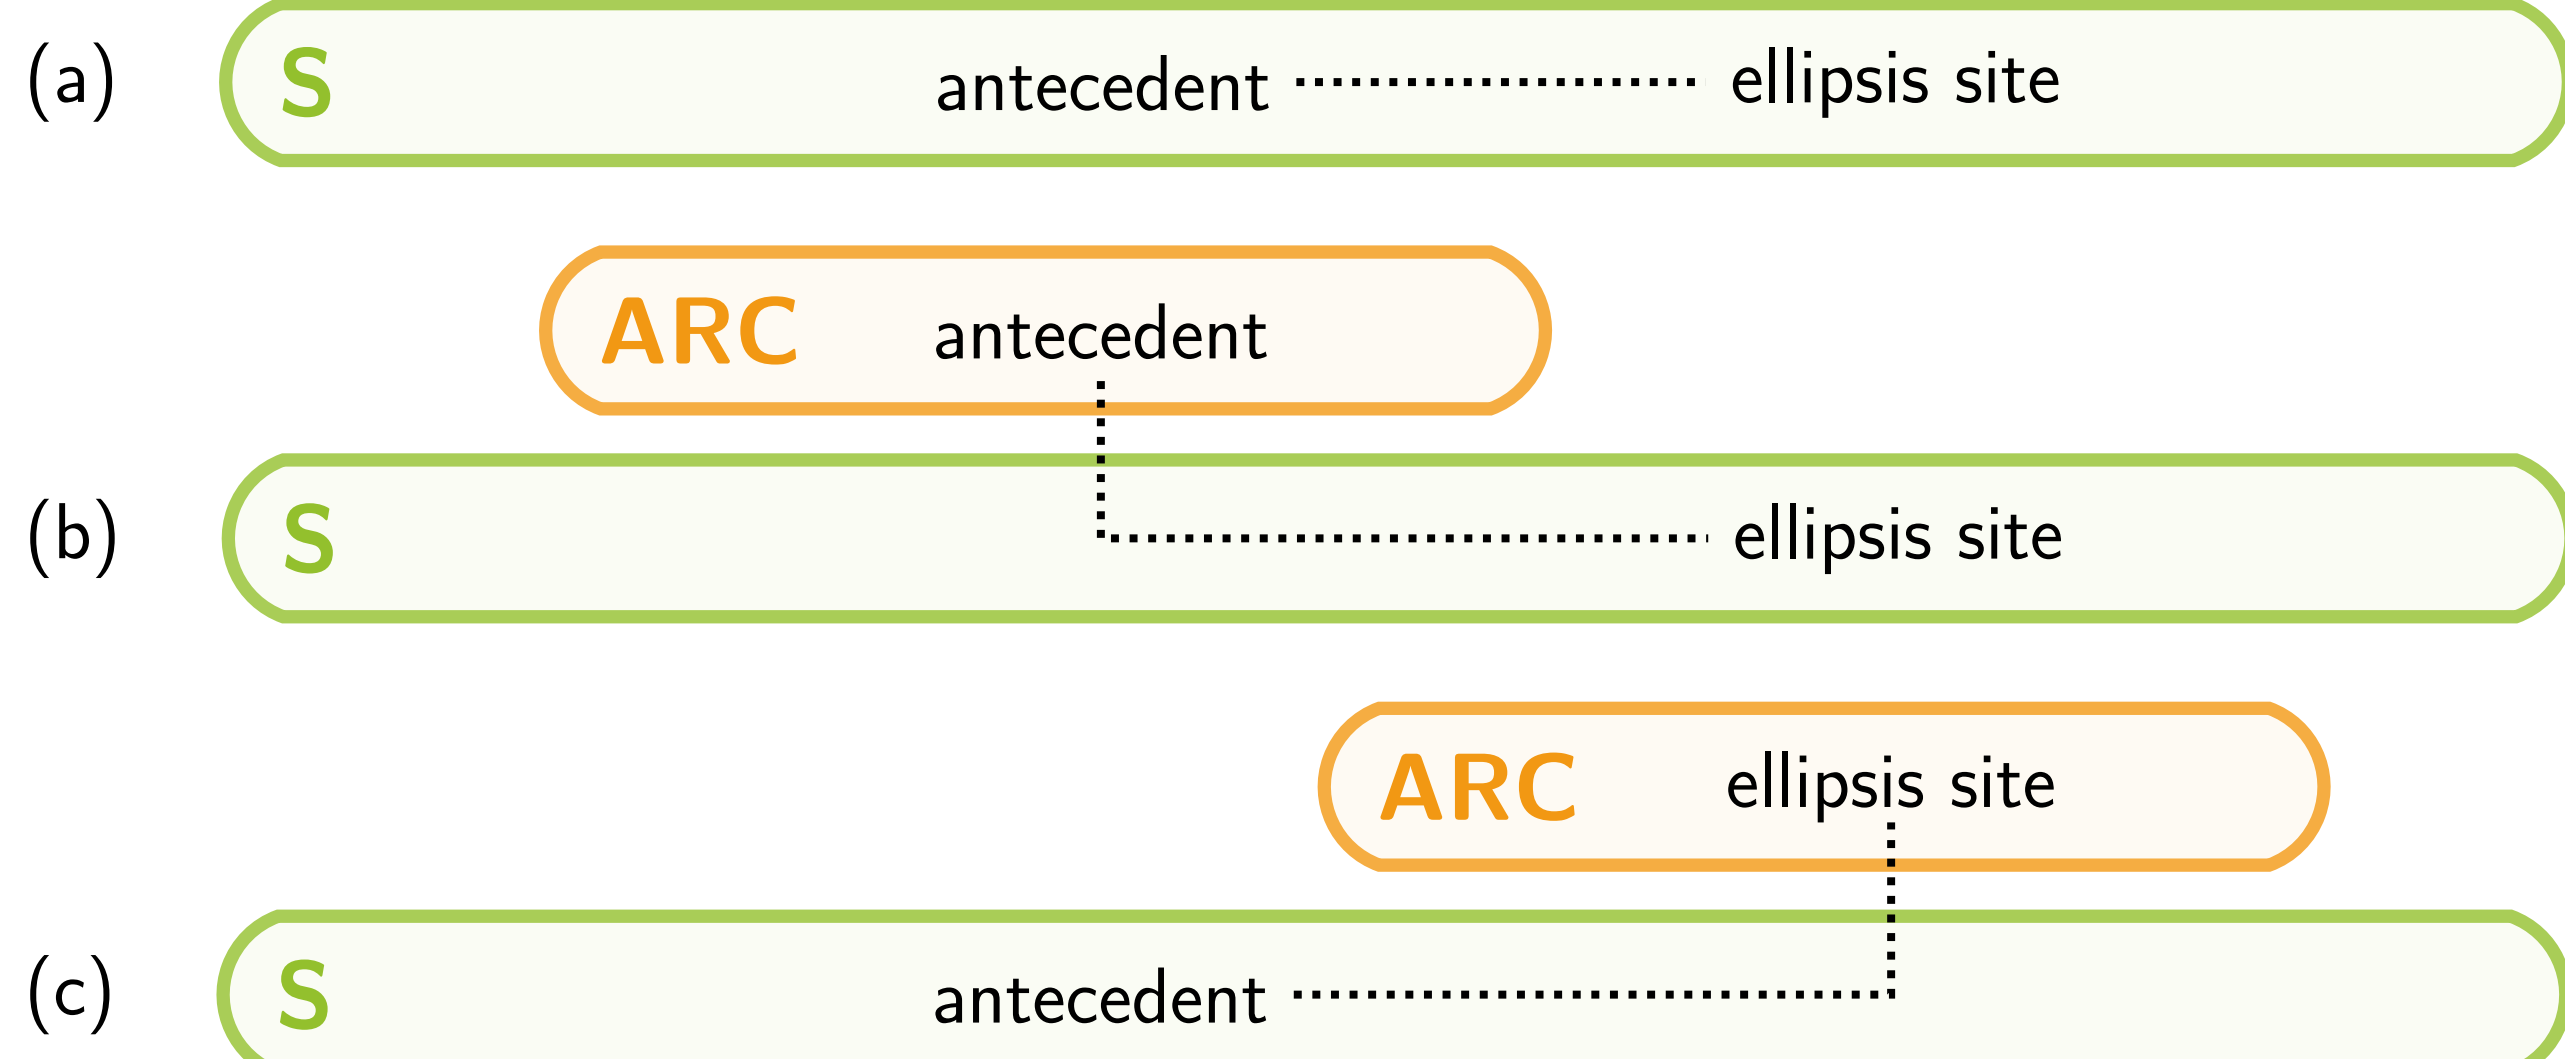 (a) S antecedent ellipsis site
ARC antecedent
(b) S ellipsis site
ARC ellipsis site
(c) S antecedent